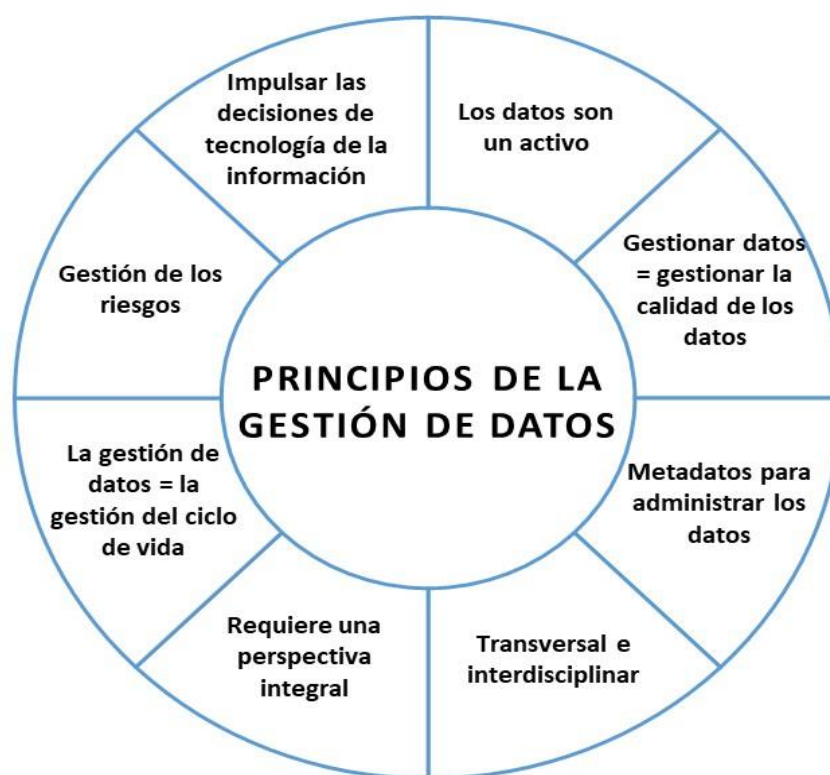 PRINCIPIOS DE LA
GESTIÓN DE DATOS
Los datos son
un activo
Gestionar datos
= gestionar la
calidad de los
datos
Metadatos para
administrar los
datos
Transversal e
interdisciplinar
Requiere una
perspectiva
integral
La gestión de
datos = la
gestión del ciclo
de vida
Gestión de los
riesgos
Impulsar las
decisiones de
tecnología de la
información